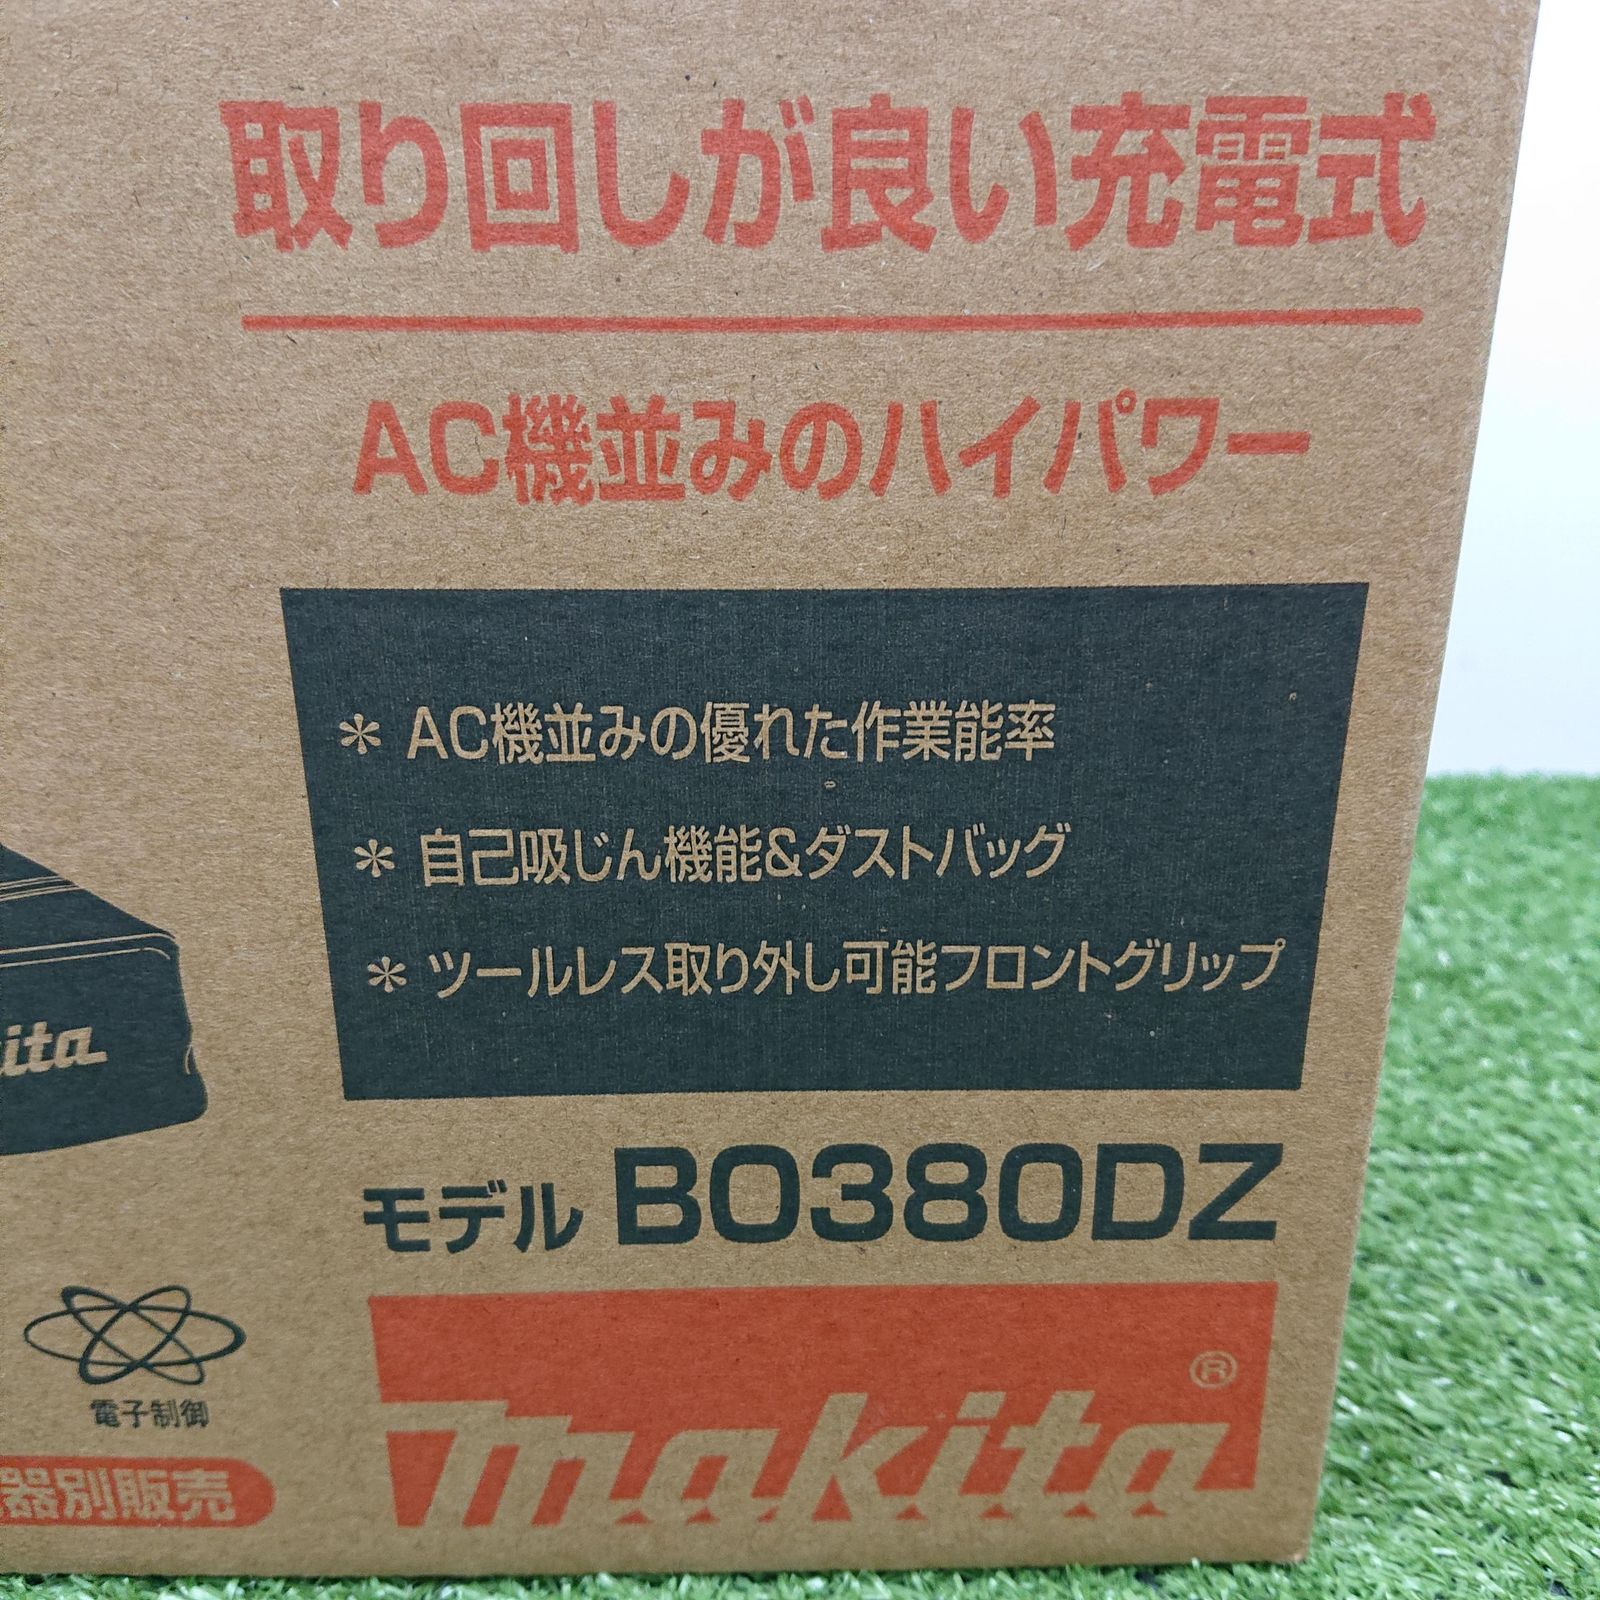 取り回しが良い充電式
AC機並みのハイパワー
* AC機並みの優れた作業能率
* 自己吸じん機能&ダストバッグ
* ツールレス取り外し可能フロントグリップ
ita
モデル BO380DZ
電子制御
器別販売
makita®